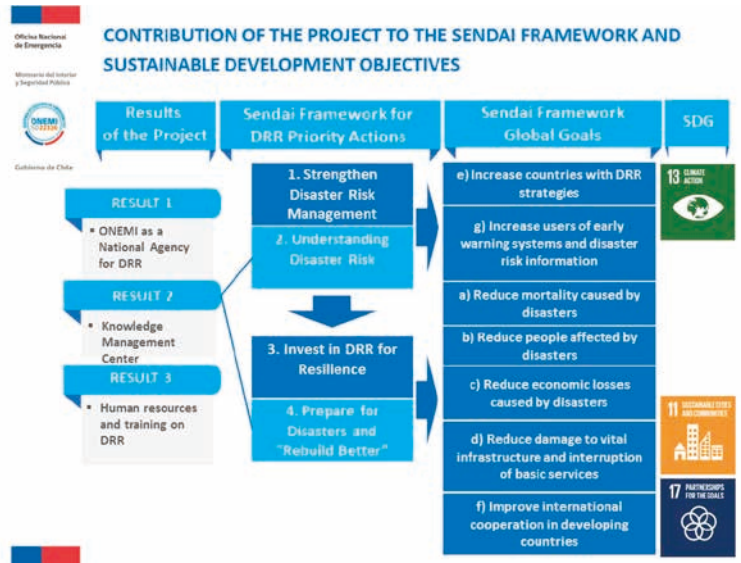 Oficina Nacional
de Emergencia
Ministerio del Interior
y Seguridad Pública
ONEMI
Gobierno de Chile
CONTRIBUTION OF THE PROJECT TO THE SENDAI FRAMEWORK AND
SUSTAINABLE DEVELOPMENT OBJECTIVES
Results
of the Project
Sendai Framework for
DRR Priority Actions
Sendai Framework
Global Goals
SDG
RESULT 1
▪ ONEMI as a
National Agency
for DRR
RESULT 2
▪ Knowledge
Management
Center
RESULT 3
▪ Human resources
and training on
DRR
1. Strengthen
Disaster Risk
Management
2. Understanding
Disaster Risk
3. Invest in DRR for
Resilience
4. Prepare for
Disasters and
"Rebuild Better"
e) Increase countries with DRR
strategies
g) Increase users of early
warning systems and disaster
risk information
a) Reduce mortality caused by
disasters
b) Reduce people affected by
disasters
c) Reduce economic losses
caused by disasters
d) Reduce damage to vital
infrastructure and interruption
of basic services
f) Improve international
cooperation in developing
countries
13 CLIMATE
ACTION
11 SUSTAINABLE CITIES
AND COMMUNITIES
17 PARTNERSHIPS
FOR THE GOALS